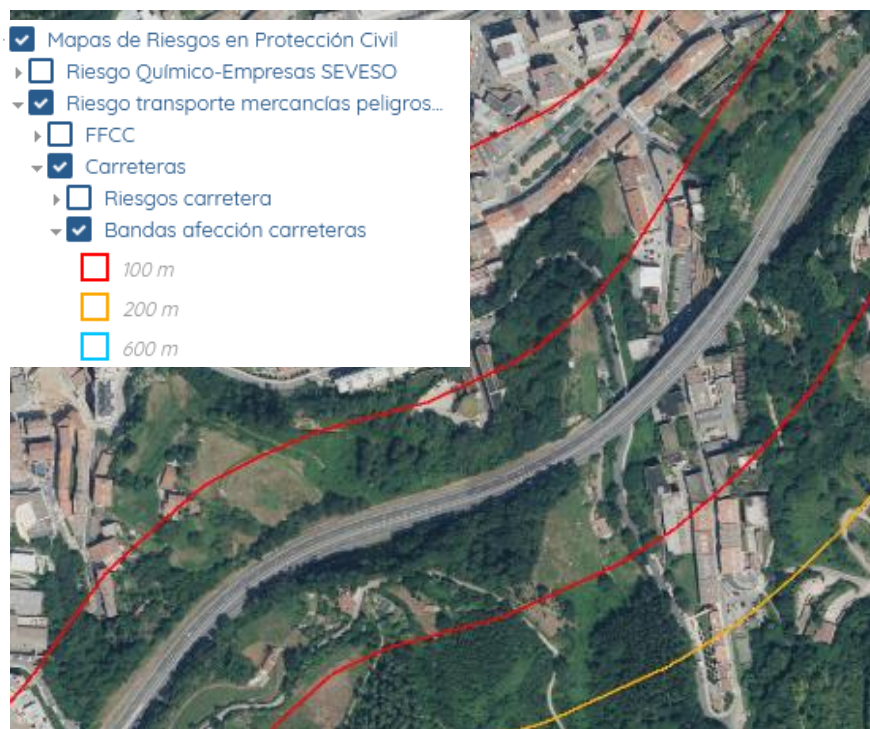 Mapas de Riesgos en Protección Civil
Riesgo Químico-Empresas SEVESO
Riesgo transporte mercancías peligros...
FFCC
Carreteras
Riesgos carretera
Bandas afección carreteras
100 m
200 m
600 m